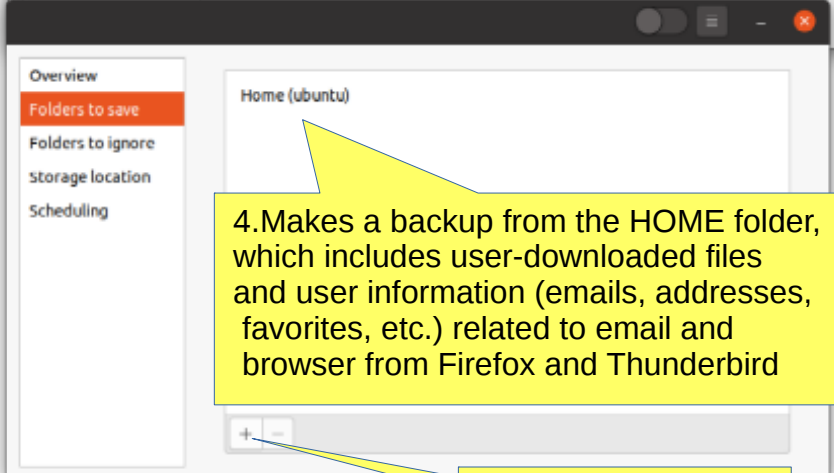 Overview
Folders to save
Folders to ignore
Storage location
Scheduling
Home (ubuntu)
4.Makes a backup from the HOME folder,
which includes user-downloaded files
and user information (emails, addresses,
favorites, etc.) related to email and
browser from Firefox and Thunderbird